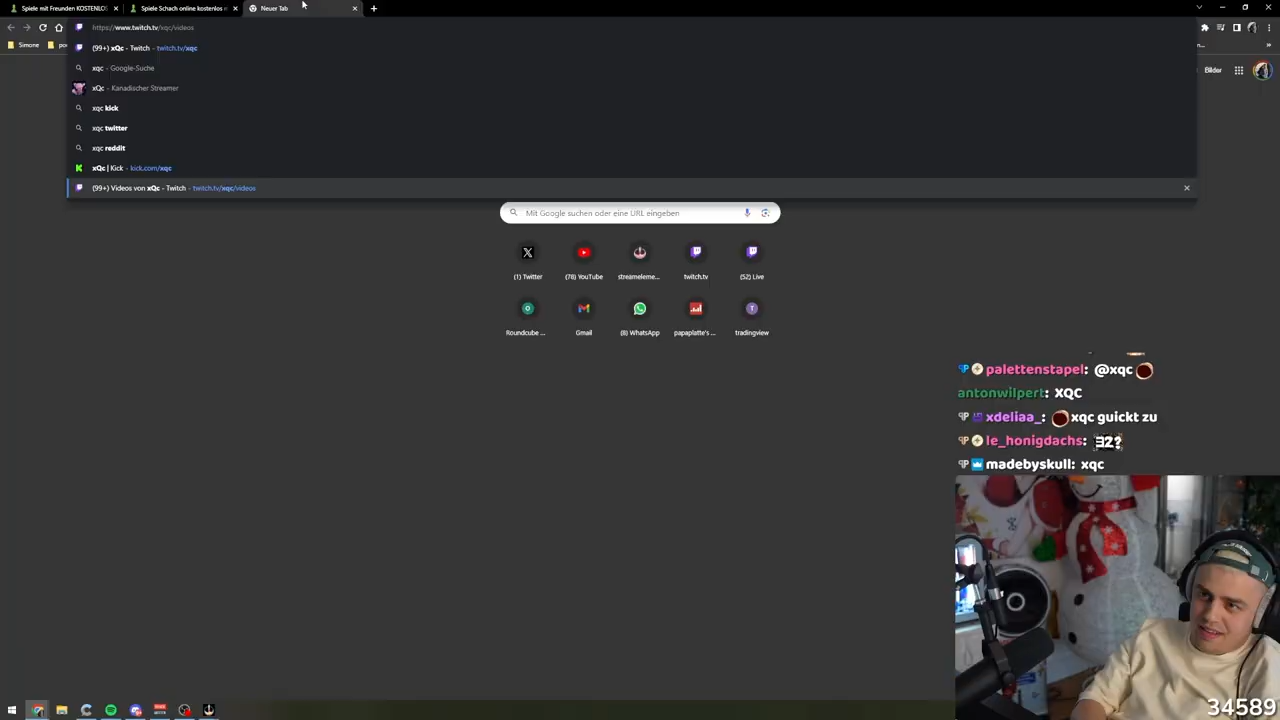 Spiele mit Freunden KOSTENLOS
Spiele Schach online kostenlos
Neuer Tab
https://www.twitch.tv/xqc/videos
Simone
(99+) xQc - Twitch - twitch.tv/xqc
xqc - Google-Suche
Bilder
xQc - Kanadischer Streamer
xqc kick
xqc twitter
xqc reddit
xQc | Kick - kick.com/xqc
(99+) Videos von xQc - Twitch - twitch.tv/xqc/videos
Mit Google suchen oder eine URL eingeben
(1) Twitter
(78) YouTube
streameleme...
twitch.tv
(52) Live
Roundcube ...
Gmail
(8) WhatsApp
papaplatte's ...
tradingview
palettenstapel: @xqc
antonwilpert: XQC
xdeliaa_: xqc guickt zu
le_honigdachs:
madebyskull: xqc
34589